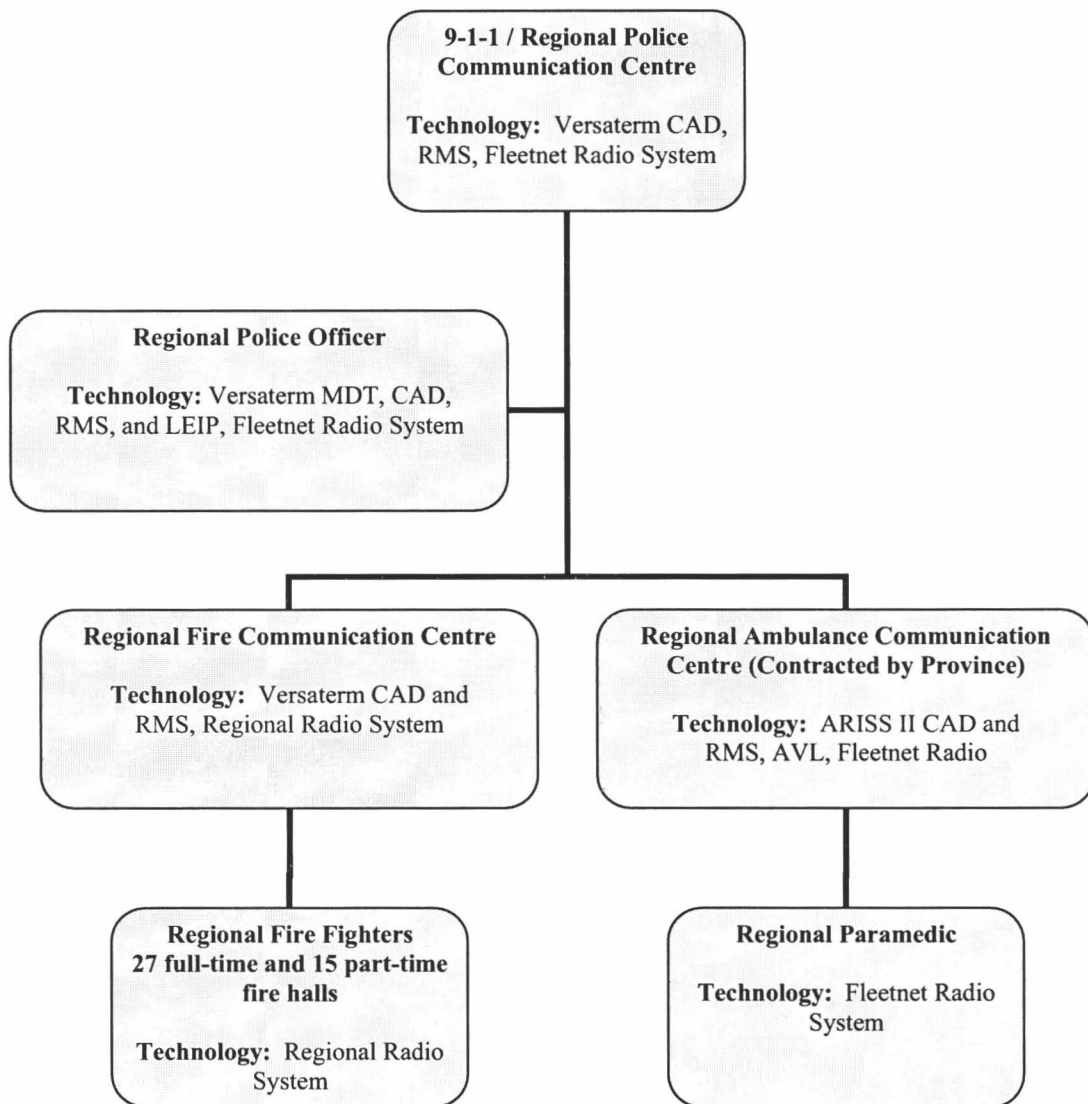 9-1-1 / Regional Police
Communication Centre
Technology: Versaterm CAD,
RMS, Fleetnet Radio System
Regional Police Officer
Technology: Versaterm MDT, CAD,
RMS, and LEIP, Fleetnet Radio System
Regional Fire Communication Centre
Technology: Versaterm CAD and
RMS, Regional Radio System
Regional Ambulance Communication
Centre (Contracted by Province)
Technology: ARISS II CAD and
RMS, AVL, Fleetnet Radio
Regional Fire Fighters
27 full-time and 15 part-time
fire halls
Technology: Regional Radio
System
Regional Paramedic
Technology: Fleetnet Radio
System